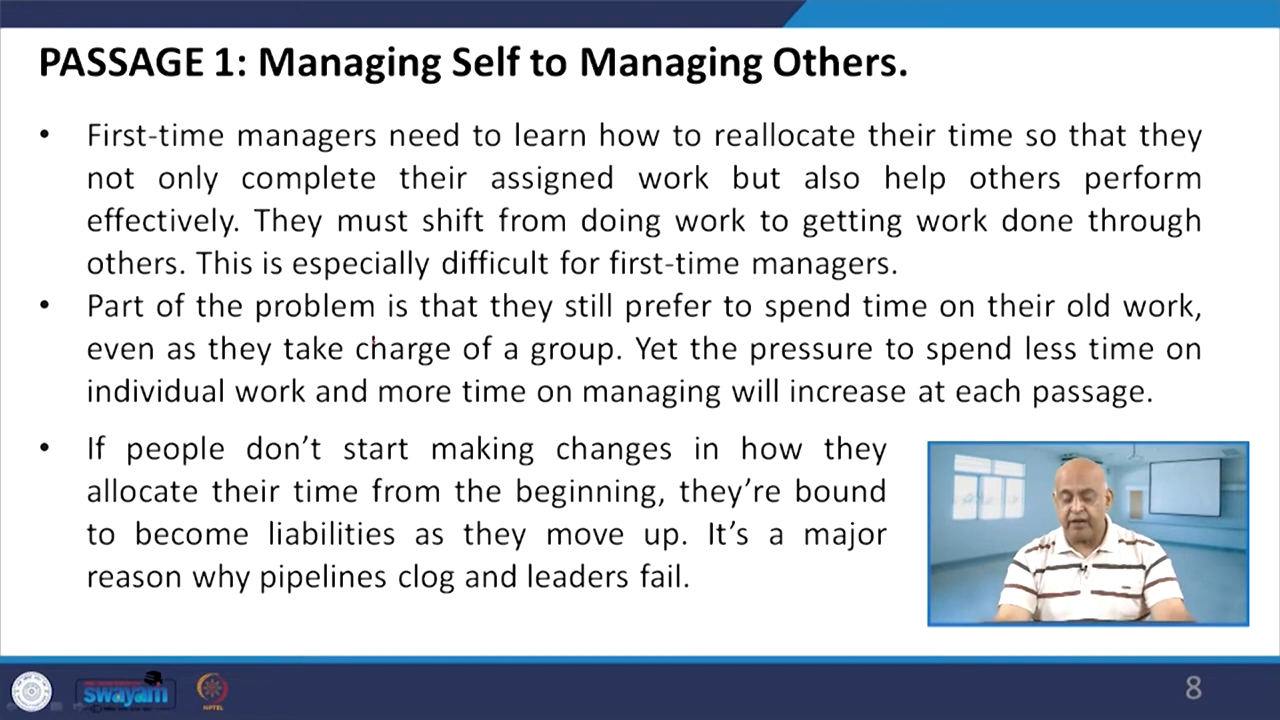 PASSAGE 1: Managing Self to Managing Others.
• First-time managers need to learn how to reallocate their time so that they
not only complete their assigned work but also help others perform
effectively. They must shift from doing work to getting work done through
others. This is especially difficult for first-time managers.
• Part of the problem is that they still prefer to spend time on their old work,
even as they take charge of a group. Yet the pressure to spend less time on
individual work and more time on managing will increase at each passage.
• If people don’t start making changes in how they
allocate their time from the beginning, they’re bound
to become liabilities as they move up. It’s a major
reason why pipelines clog and leaders fail.
swayam
NPTEL
8